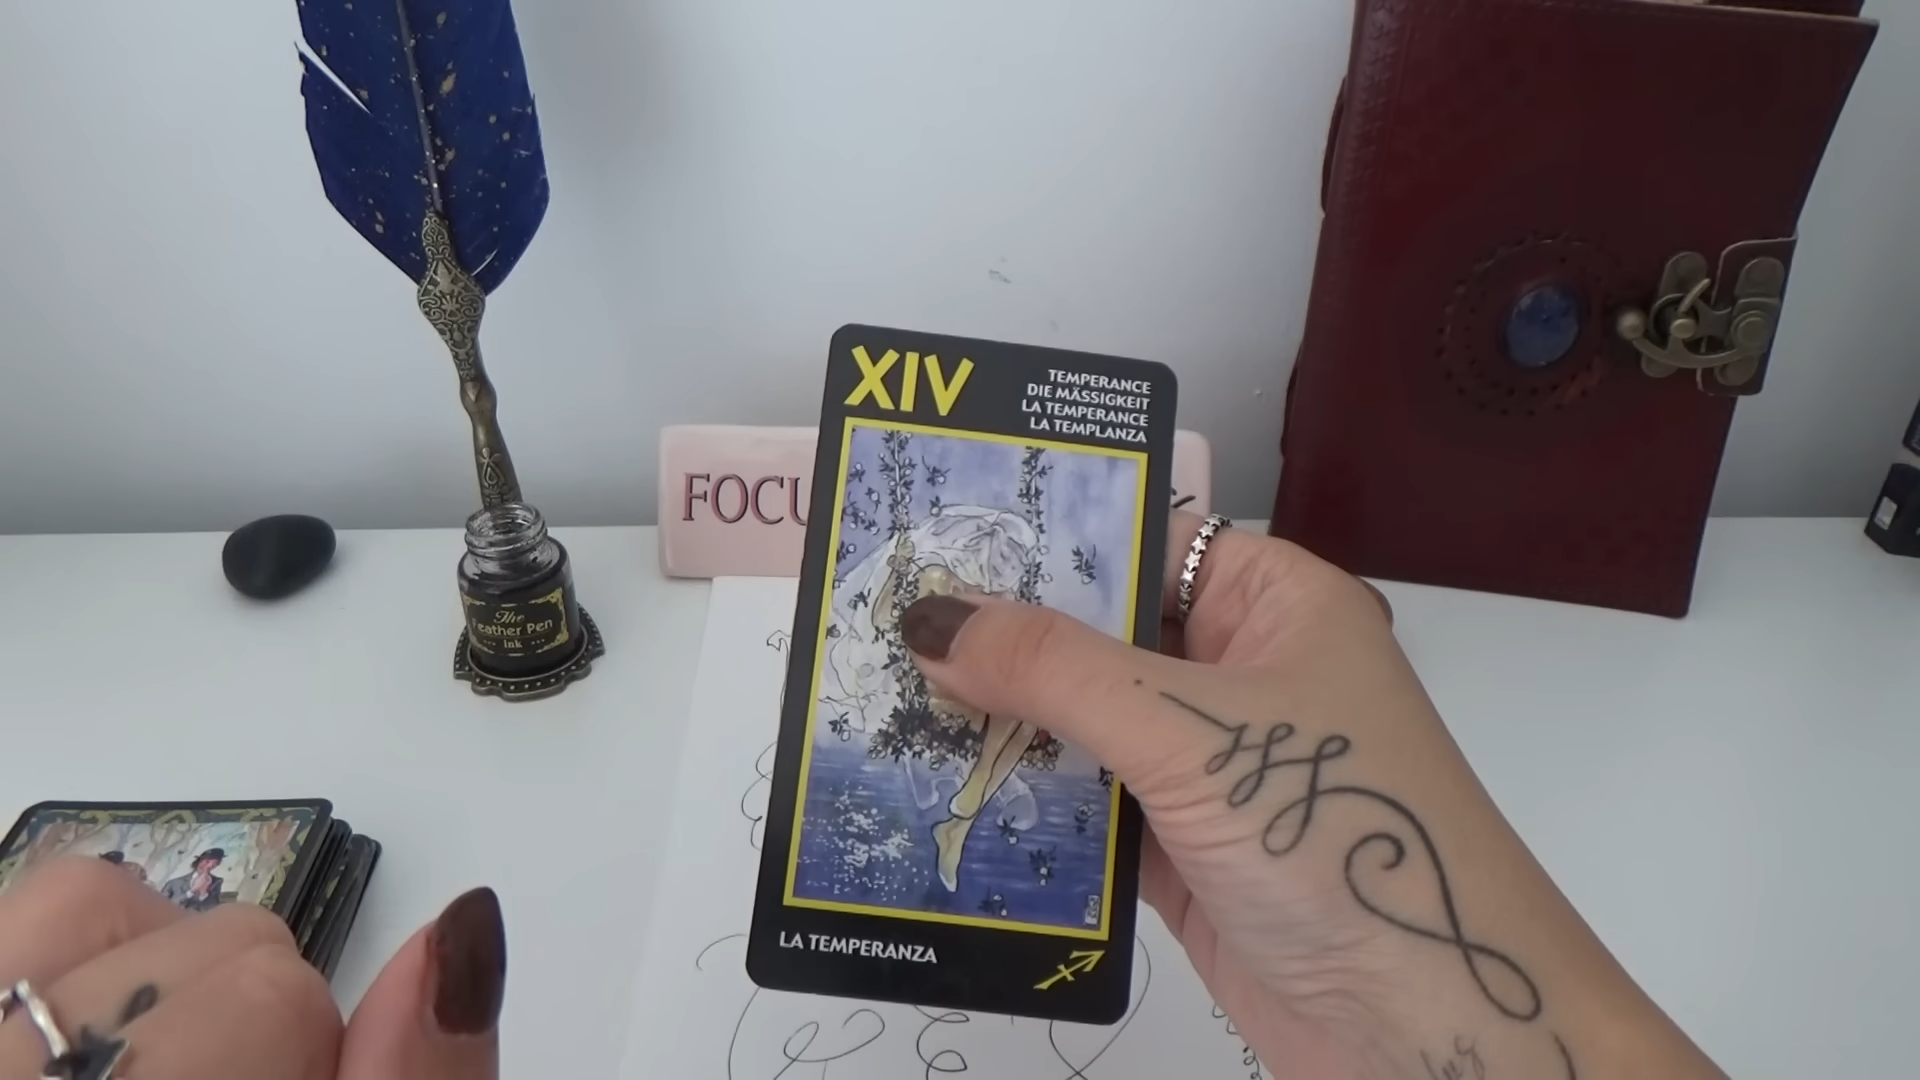 XIV
TEMPERANCE
DIE MÄSSIGKEIT
LA TEMPERANCE
LA TEMPLANZA
FOCU
The
Feather Pen
Ink
LA TEMPERANZA